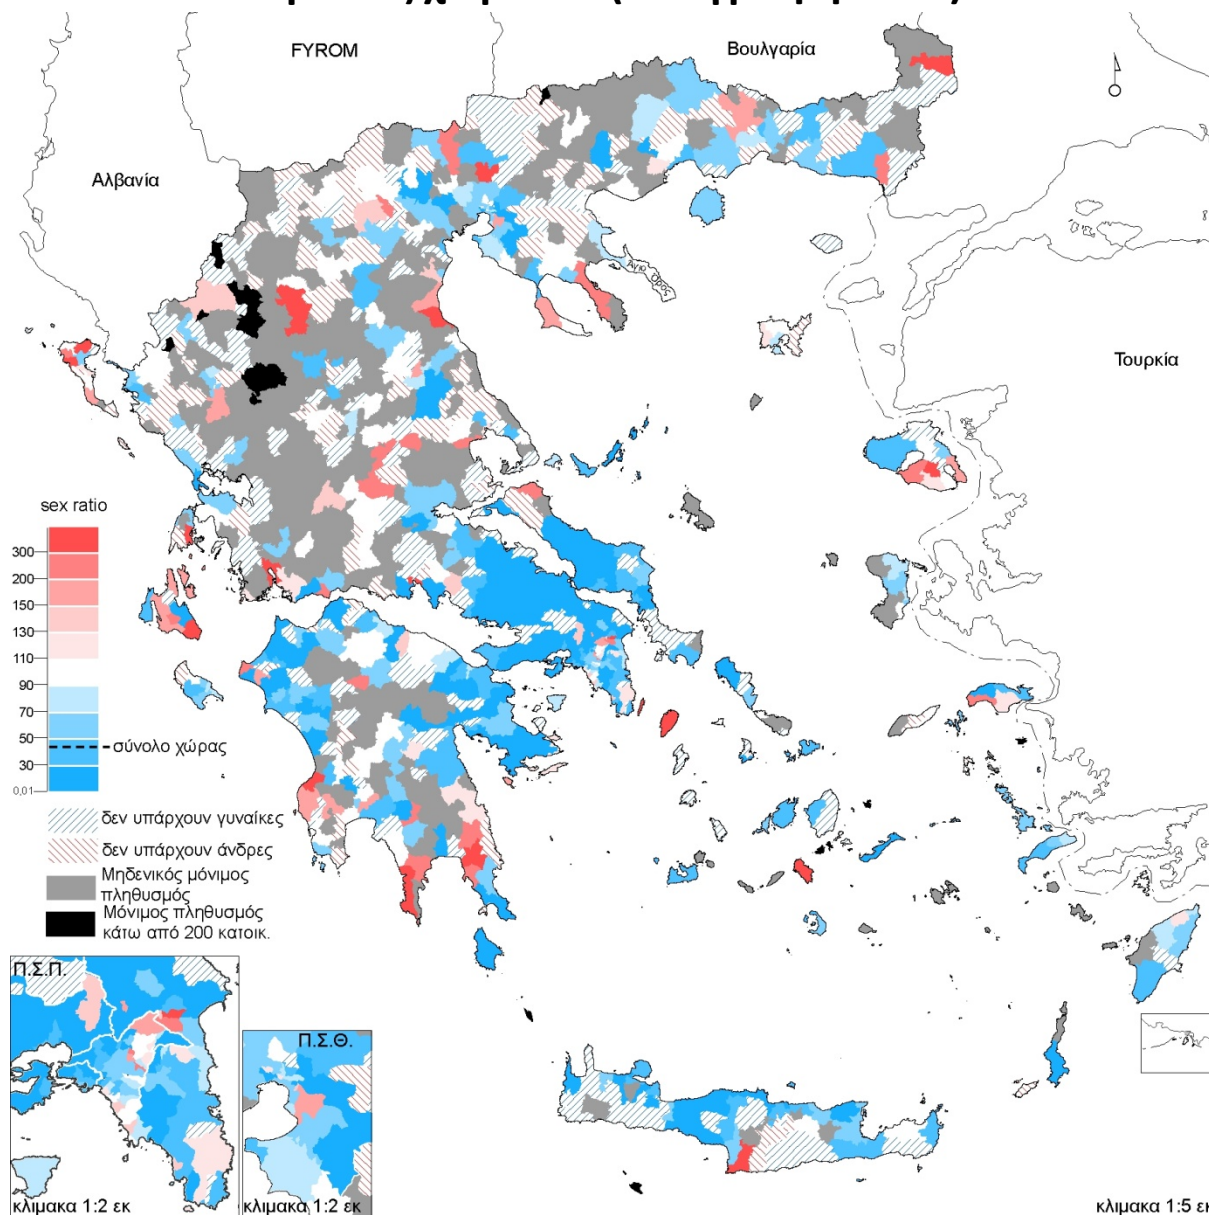 FYROM
Βουλγαρία
Αλβανία
Άγιο
Όρος
Τουρκία
sex ratio
300
200
150
130
110
90
70
50
σύνολο χώρας
30
0,01
δεν υπάρχουν γυναίκες
δεν υπάρχουν άνδρες
Μηδενικός μόνιμος
πληθυσμός
Μόνιμος πληθυσμός
κάτω από 200 κατοικ.
Π.Σ.Π.
κλιμακα 1:2 εκ
Π.Σ.Θ.
κλιμακα 1:2 εκ
κλιμακα 1:5 εκ